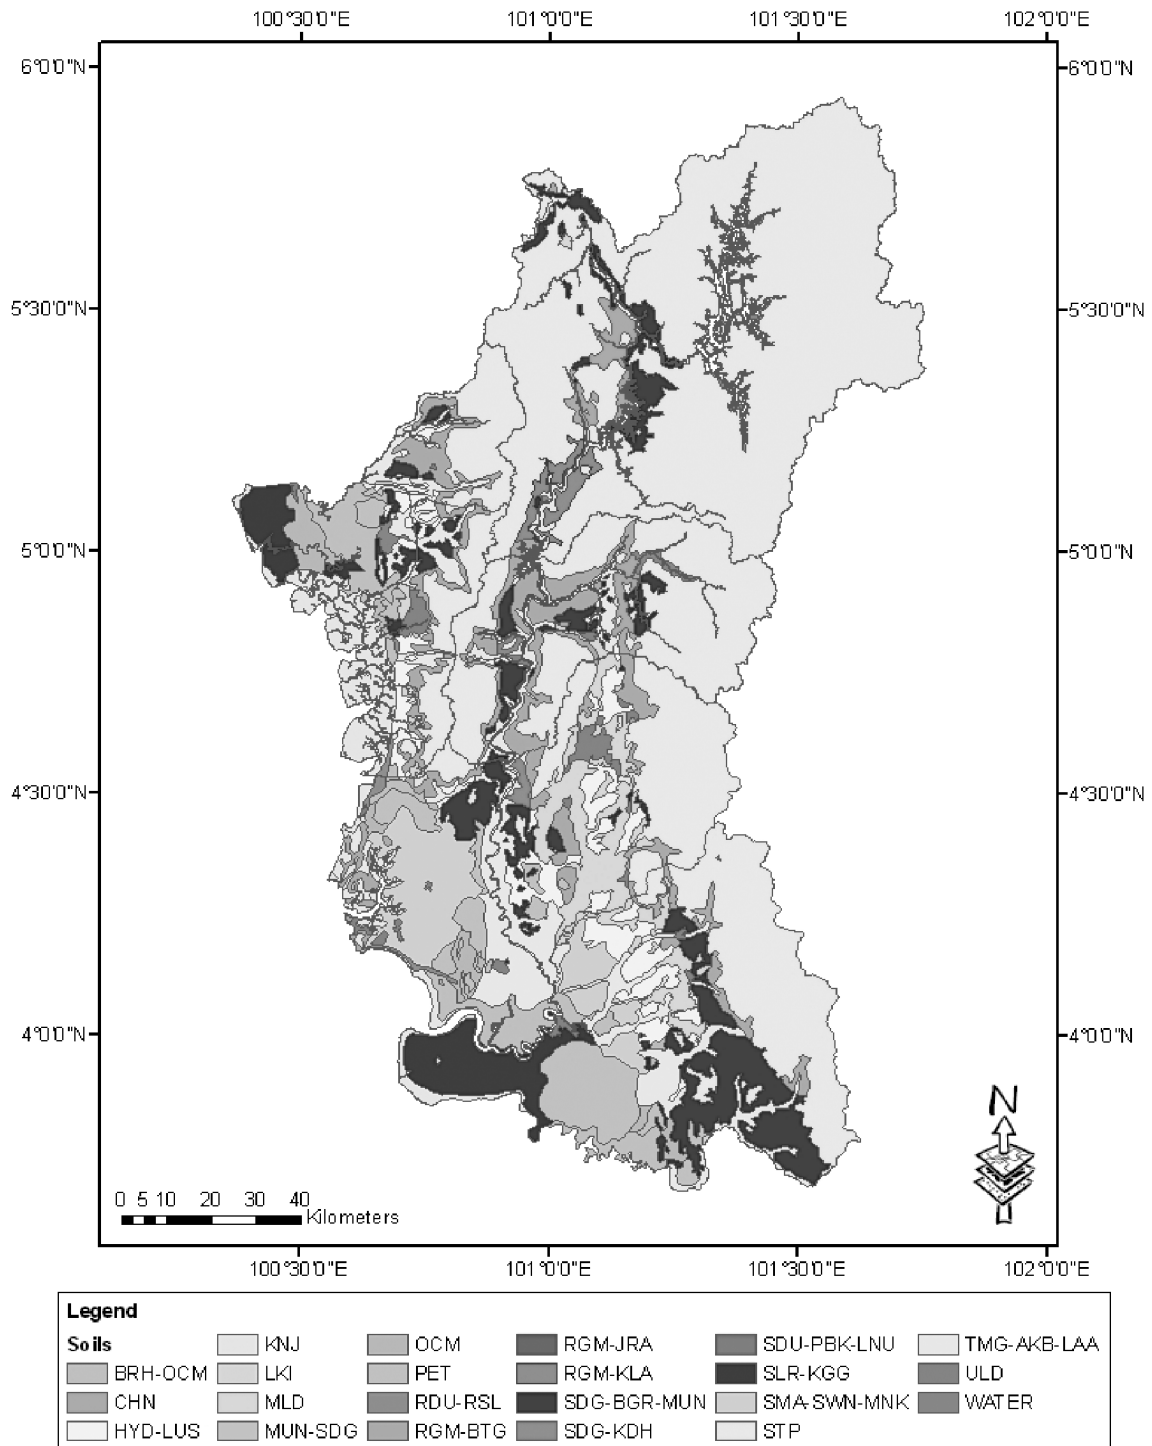 100°30'0"E 101°0'0"E 101°30'0"E 102°0'0"E
6°0'0"N 6°0'0"N
5°30'0"N 5°30'0"N
5°0'0"N 5°0'0"N
4°30'0"N 4°30'0"N
4°0'0"N 4°0'0"N
N
0 5 10 20 30 40
Kilometers
100°30'0"E 101°0'0"E 101°30'0"E 102°0'0"E
Legend
Soils KNJ OCM RGM-JRA SDU-PBK-LNU TMG-AKB-LAA
BRH-OCM LKI PET RGM-KLA SLR-KGG ULD
CHN MLD RDU-RSL SDG-BGR-MUN SMA-SWN-MNK WATER
HYD-LUS MUN-SDG RGM-BTG SDG-KDH STP